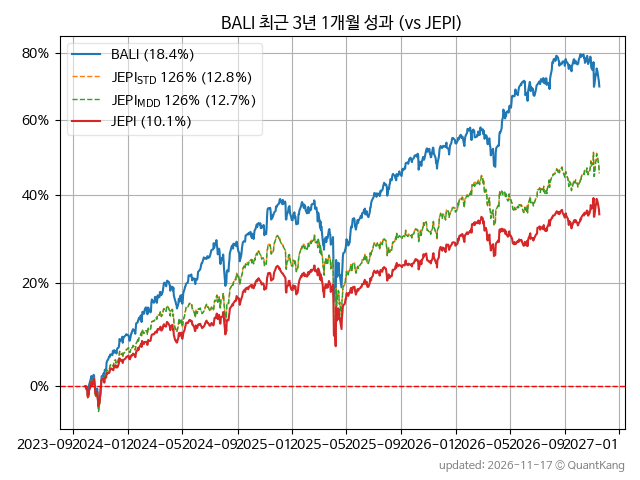 BALI 최근 3년 1개월 성과 (vs JEPI)
BALI (18.4%)
JEPI_STD 126% (12.8%)
JEPI_MDD 126% (12.7%)
JEPI (10.1%)
80%
60%
40%
20%
0%
2023-09 2024-01 2024-05 2024-09 2025-01 2025-05 2025-09 2026-01 2026-05 2026-09 2027-01
updated: 2026-11-17 © QuantKang